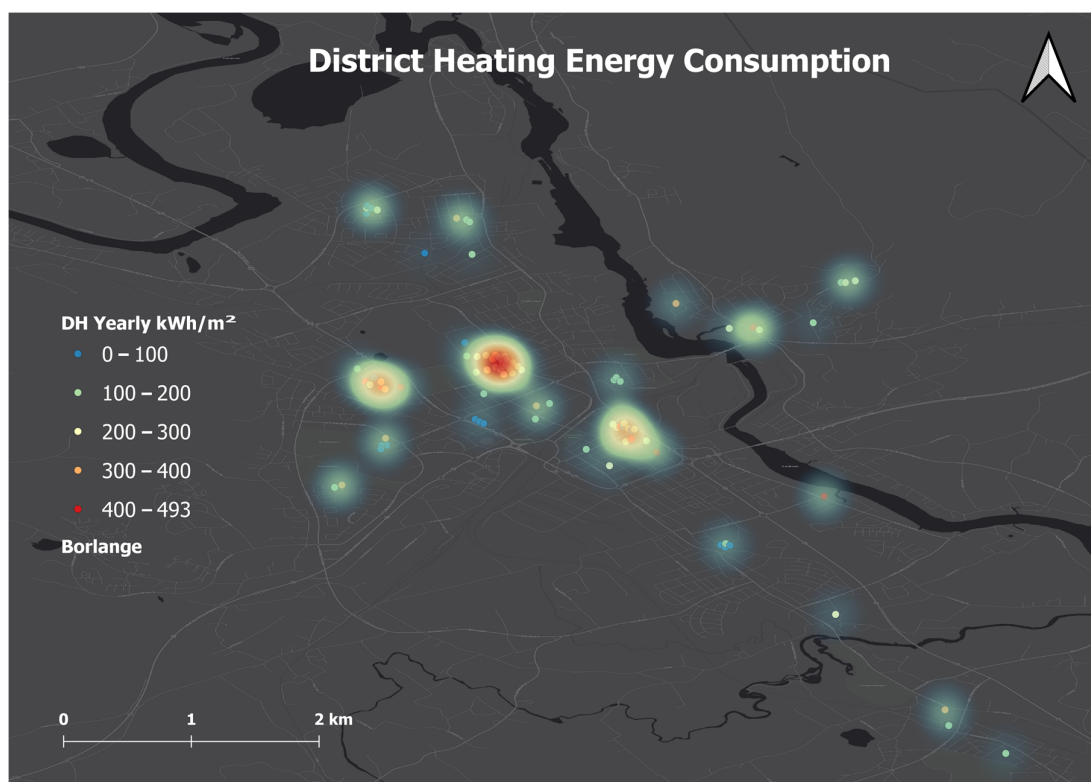 District Heating Energy Consumption
DH Yearly kWh/m²
0 – 100
100 – 200
200 – 300
300 – 400
400 – 493
Borlange
0 1 2 km